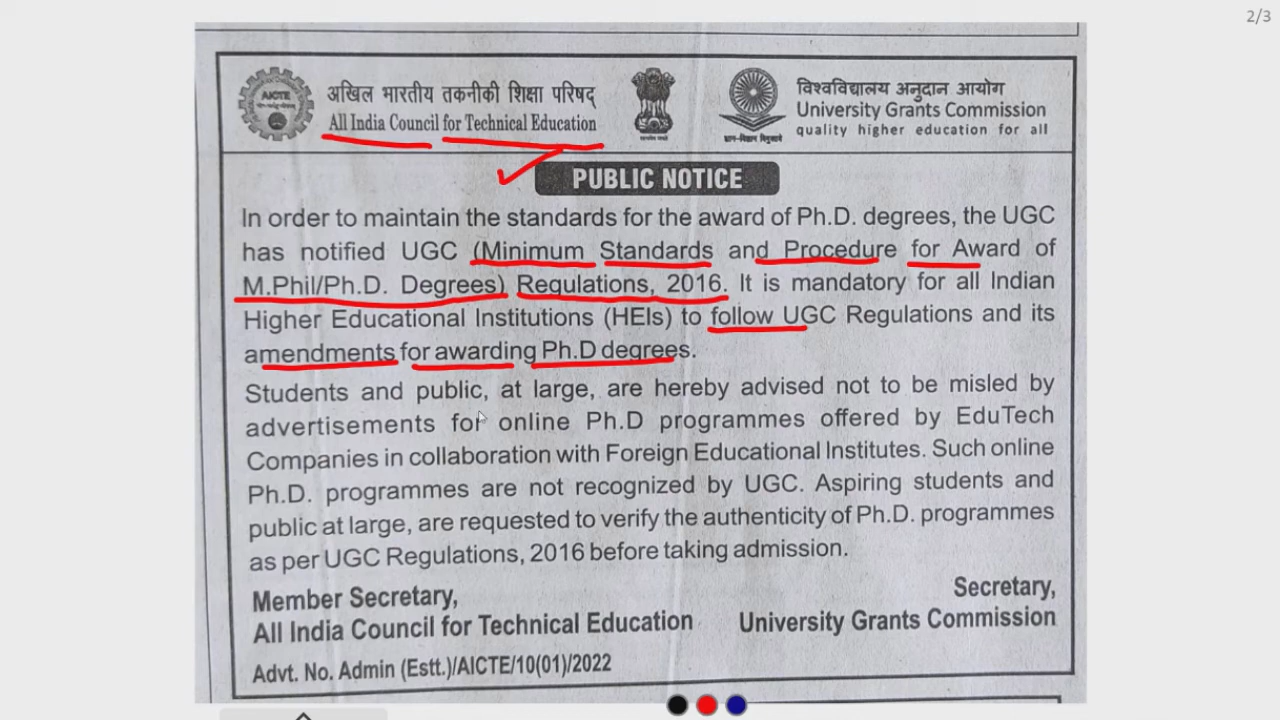 2/3
अखिल भारतीय तकनीकी शिक्षा परिषद्
All India Council for Technical Education
विश्वविद्यालय अनुदान आयोग
University Grants Commission
quality higher education for all
AICTE
PUBLIC NOTICE
In order to maintain the standards for the award of Ph.D. degrees, the UGC
has notified UGC (Minimum Standards and Procedure for Award of
M.Phil/Ph.D. Degrees) Regulations, 2016. It is mandatory for all Indian
Higher Educational Institutions (HEIs) to follow UGC Regulations and its
amendments for awarding Ph.D degrees.
Students and public, at large, are hereby advised not to be misled by
advertisements for online Ph.D programmes offered by EduTech
Companies in collaboration with Foreign Educational Institutes. Such online
Ph.D. programmes are not recognized by UGC. Aspiring students and
public at large, are requested to verify the authenticity of Ph.D. programmes
as per UGC Regulations, 2016 before taking admission.
Member Secretary,
All India Council for Technical Education
Secretary,
University Grants Commission
Advt. No. Admin (Estt.)/AICTE/10(01)/2022